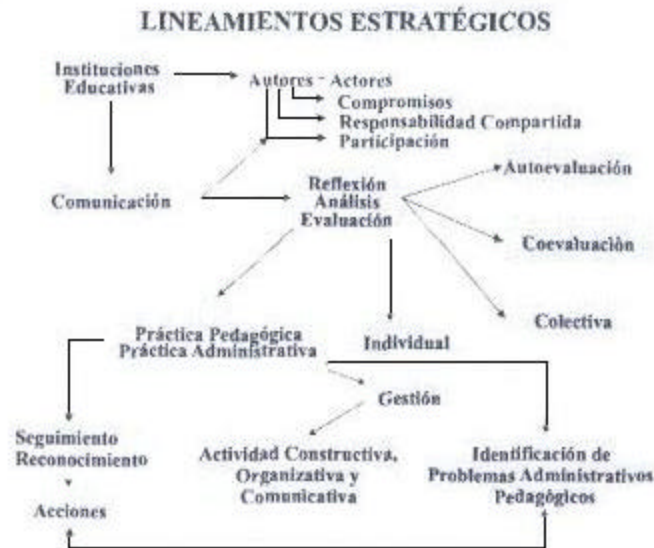 LINEAMIENTOS ESTRATÉGICOS
Instituciones
Educativas
Autores - Actores
Compromisos
Responsabilidad Compartida
Participación
Comunicación
Reflexión
Análisis
Evaluación
Autoevaluación
Coevaluación
Colectiva
Individual
Práctica Pedagógica
Práctica Administrativa
Gestión
Seguimiento
Reconocimiento
Acciones
Actividad Constructiva,
Organizativa y
Comunicativa
Identificación de
Problemas Administrativos
Pedagógicos